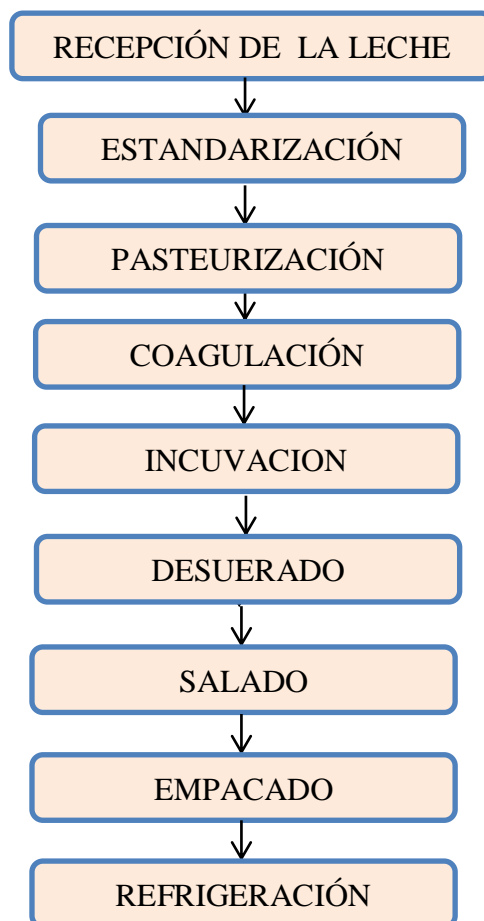 RECEPCIÓN DE LA LECHE
ESTANDARIZACIÓN
PASTEURIZACIÓN
COAGULACIÓN
INCUVACION
DESUERADO
SALADO
EMPACADO
REFRIGERACIÓN